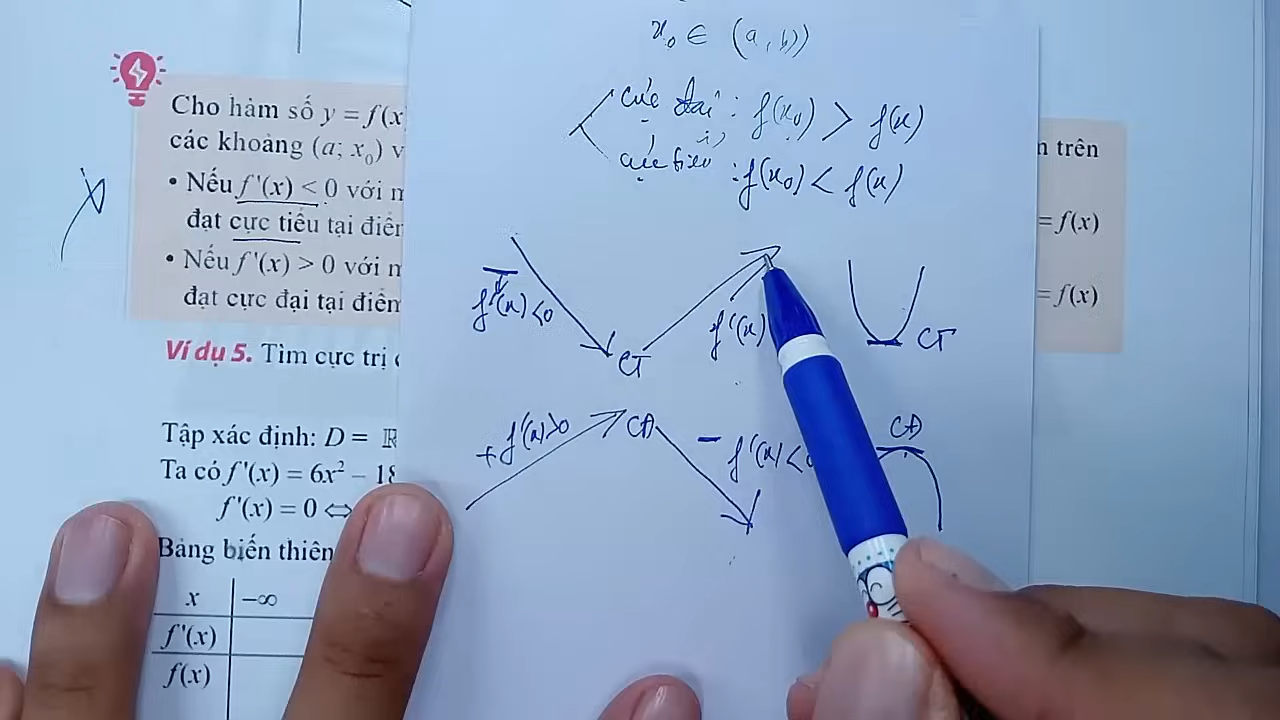 x₀ ∈ (a, b))
cực đại : f(x₀) > f(x)
cực tiểu : f(x₀) < f(x)
Cho hàm số y = f(x
các khoảng (a; x₀) v
• Nếu f'(x) < 0 với m
đạt cực tiểu tại điển
• Nếu f'(x) > 0 với m
đạt cực đại tại điểm
trên
= f(x)
= f(x)
− f'(x) <0
CT
f'(x)
CT
+ f'(x)>0
CĐ
− f'(x) <0
CĐ
Ví dụ 5. Tìm cực trị
Tập xác định: D = ℝ
Ta có f'(x) = 6x² – 18
f'(x) = 0 ⇔
Bảng biến thiên
x −∞
f'(x)
f(x)